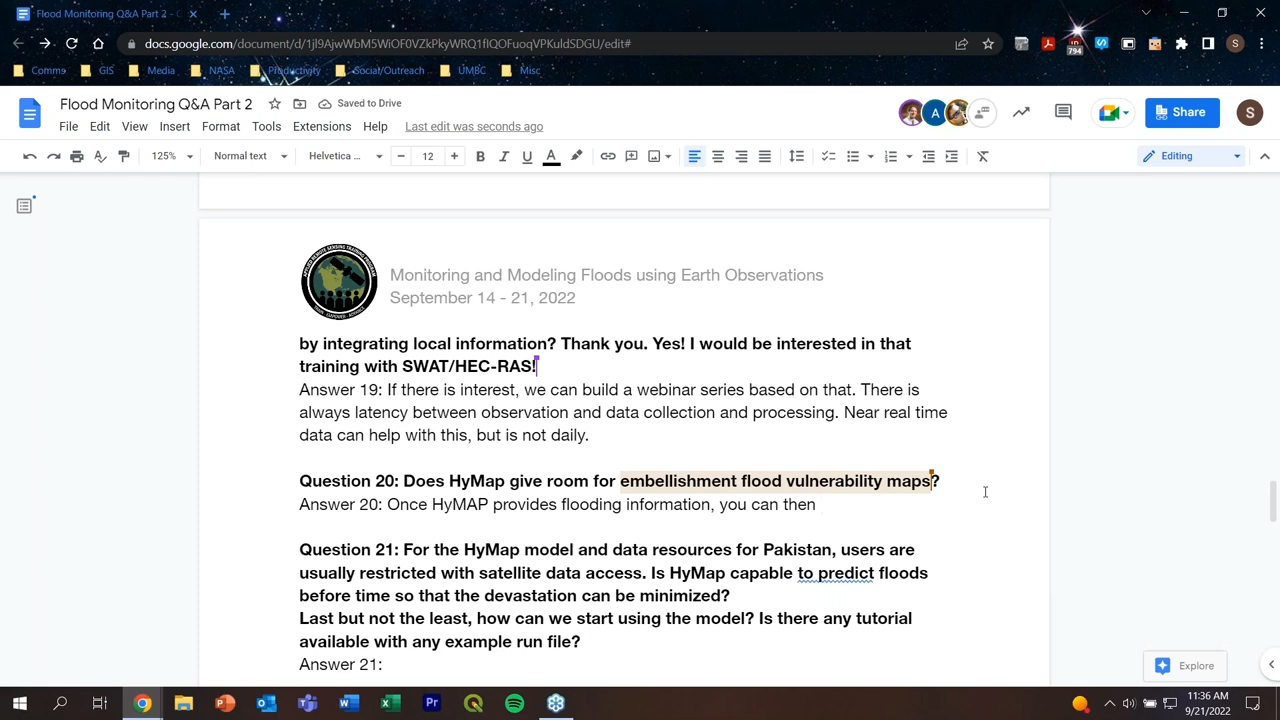 Flood Monitoring Q&A Part 2 - G
docs.google.com/document/d/1jl9AjwWbM5WiOF0VZkPkyWRQ1fIQOFuoqVPKuldSDGU/edit#
794
S
Comms
GIS
Media
NASA
Productivity
Social/Outreach
UMBC
Misc
Flood Monitoring Q&A Part 2
Saved to Drive
A
Share
S
File Edit View Insert Format Tools Extensions Help Last edit was seconds ago
125% Normal text Helvetica ... 12 B I U A Editing
Monitoring and Modeling Floods using Earth Observations
September 14 - 21, 2022
by integrating local information? Thank you. Yes! I would be interested in that
training with SWAT/HEC-RAS!
Answer 19: If there is interest, we can build a webinar series based on that. There is
always latency between observation and data collection and processing. Near real time
data can help with this, but is not daily.
Question 20: Does HyMap give room for embellishment flood vulnerability maps?
Answer 20: Once HyMAP provides flooding information, you can then
Question 21: For the HyMap model and data resources for Pakistan, users are
usually restricted with satellite data access. Is HyMap capable to predict floods
before time so that the devastation can be minimized?
Last but not the least, how can we start using the model? Is there any tutorial
available with any example run file?
Answer 21:
Explore
11:36 AM
9/21/2022